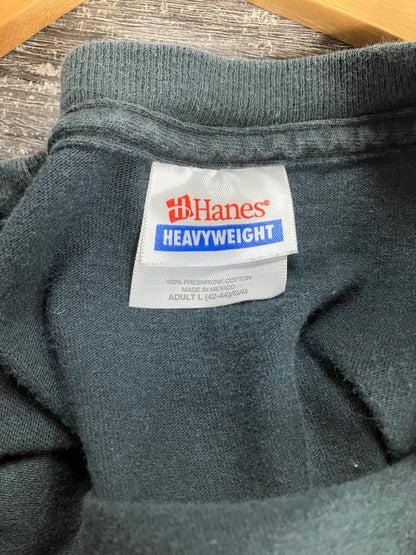 Hanes®
HEAVYWEIGHT
100% PRESHRUNK COTTON
MADE IN MEXICO
ADULT L (42-44)/G/G